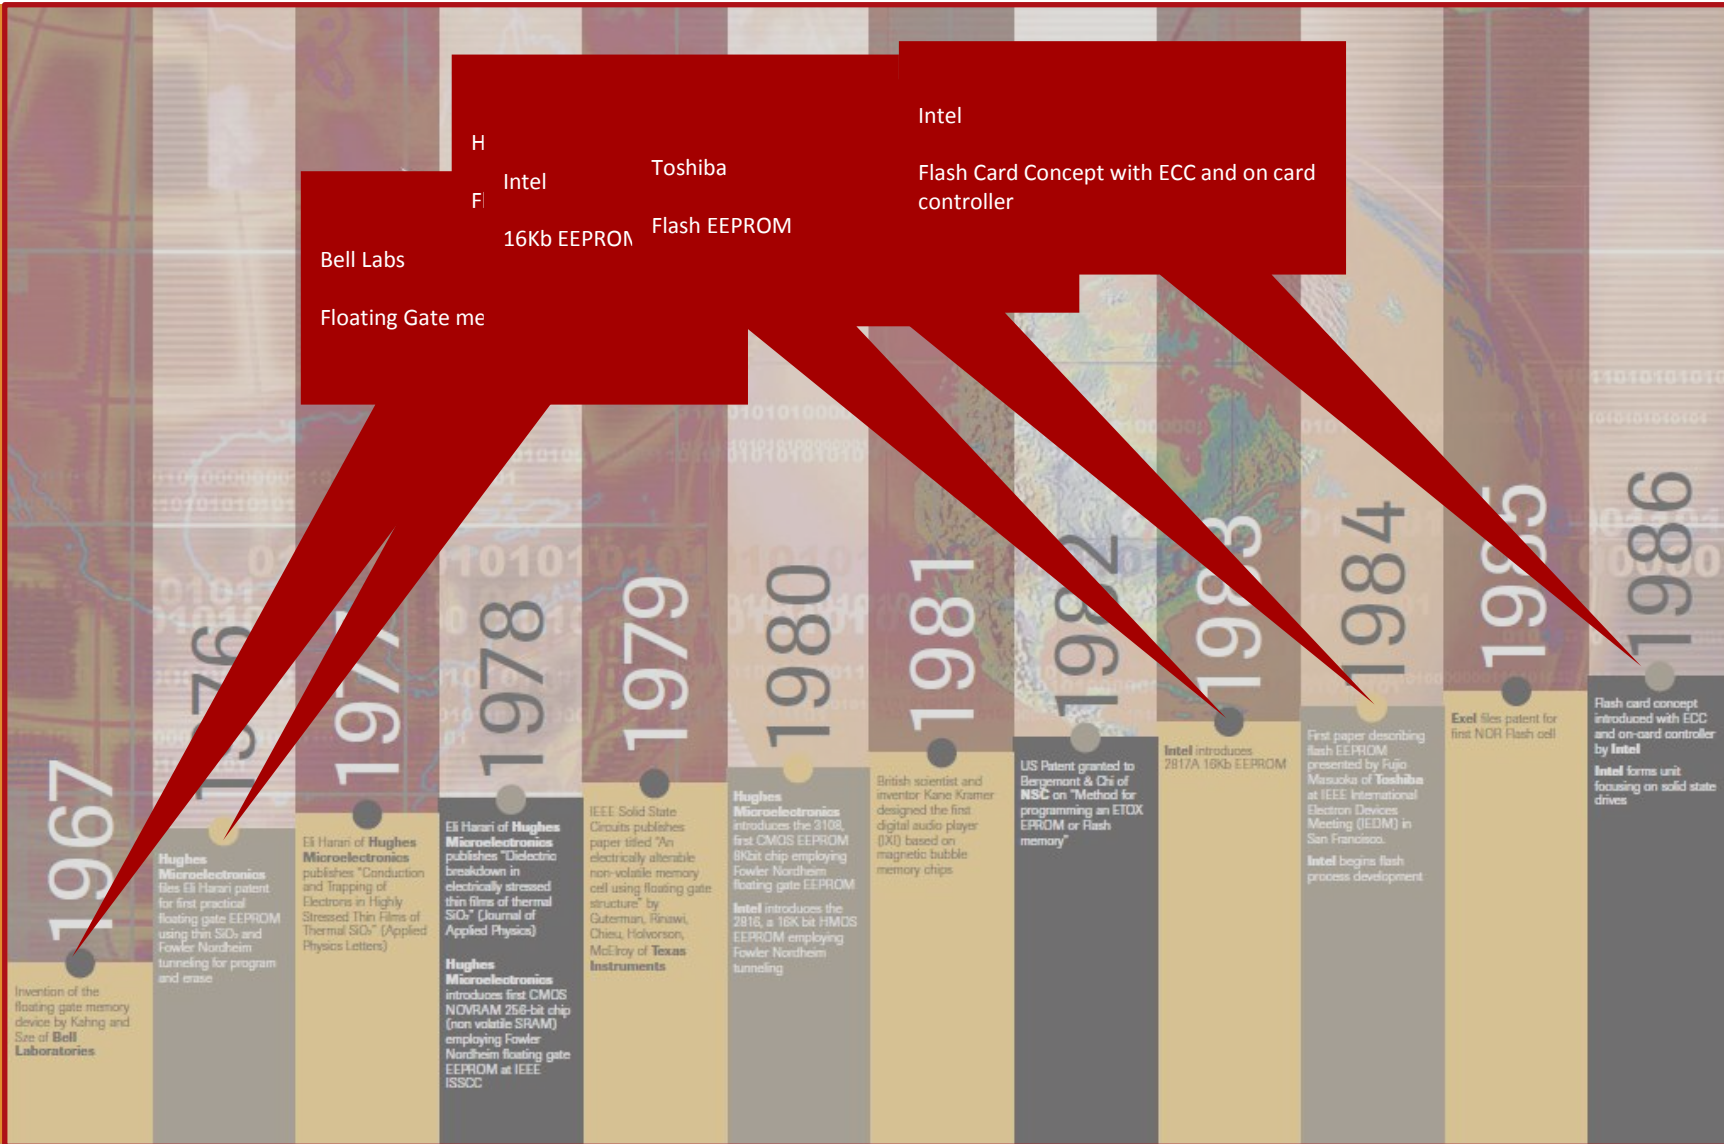 H
Fl
Intel
16Kb EEPROM
Toshiba
Flash EEPROM
Intel
Flash Card Concept with ECC and on card
controller
Bell Labs
Floating Gate me
1967
Invention of the
floating gate memory
device by Kahng and
Sze of Bell
Laboratories
1976
Hughes
Microelectronics
files Eli Harari patent
for first practical
floating gate EEPROM
using thin SiO₂ and
Fowler Nordheim
tunneling for program
and erase
1977
Eli Harari of Hughes
Microelectronics
publishes "Conduction
and Trapping of
Electrons in Highly
Stressed Thin Films of
Thermal SiO₂" (Applied
Physics Letters)
1978
Eli Harari of Hughes
Microelectronics
publishes "Dielectric
breakdown in
electrically stressed
thin films of thermal
SiO₂" (Journal of
Applied Physics)
Hughes
Microelectronics
introduces first CMOS
NOVRAM 256-bit chip
(non volatile SRAM)
employing Fowler
Nordheim floating gate
EEPROM at IEEE
ISSCC
1979
IEEE Solid State
Circuits publishes
paper titled "An
electrically alterable
non-volatile memory
cell using floating gate
structure" by
Guterman, Rinawi,
Chieu, Holvorson,
McElroy of Texas
Instruments
1980
Hughes
Microelectronics
introduces the 3108,
first CMOS EEPROM
8Kbit chip employing
Fowler Nordheim
floating gate EEPROM
Intel introduces the
2816, a 16K bit HMOS
EEPROM employing
Fowler Nordheim
tunneling
1981
British scientist and
inventor Kane Kramer
designed the first
digital audio player
(IXI) based on
magnetic bubble
memory chips
1982
US Patent granted to
Bergemont & Chi of
NSC on "Method for
programming an ETOX
EPROM or Flash
memory"
1983
Intel introduces
2817A 16Kb EEPROM
1984
First paper describing
flash EEPROM
presented by Fujio
Masuoka of Toshiba
at IEEE International
Electron Devices
Meeting (IEDM) in
San Francisco.
Intel begins flash
process development
1985
Exel files patent for
first NOR Flash cell
1986
Flash card concept
introduced with ECC
and on-card controller
by Intel
Intel forms unit
focusing on solid state
drives